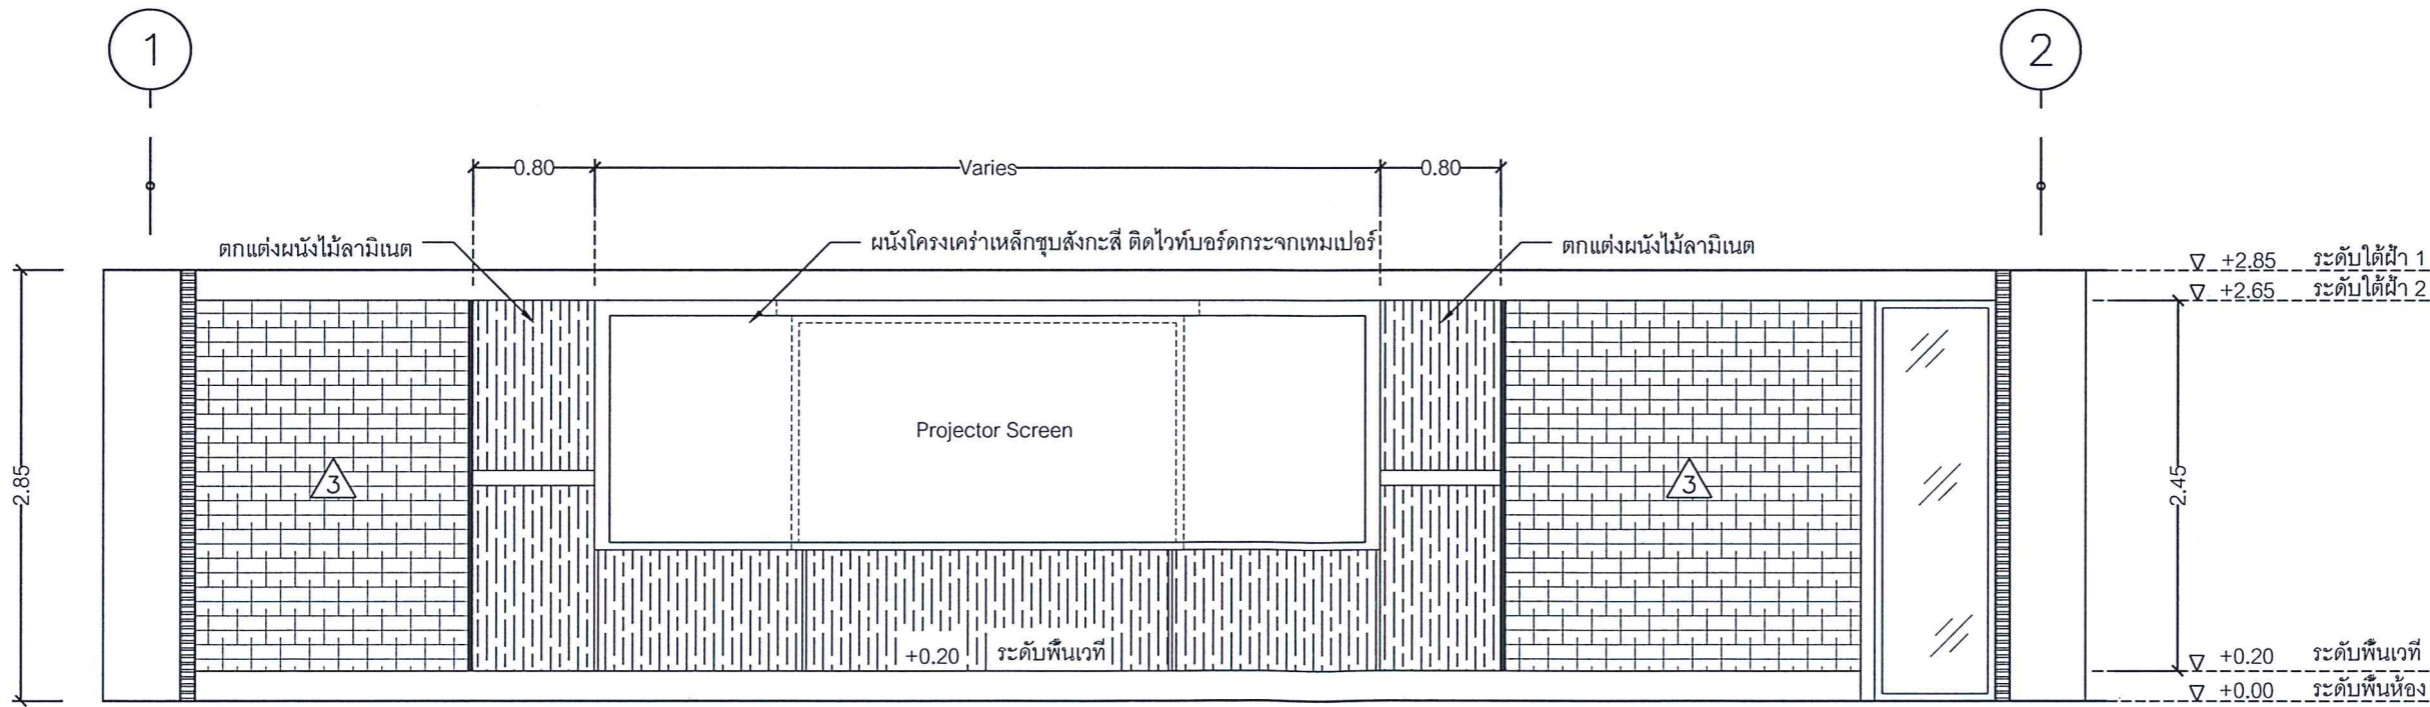 1
2
0.80
Varies
0.80
ตกแต่งผนังไม้ลามิเนต
ผนังโครงเคร่าเหล็กชุบสังกะสี ติดไวท์บอร์ดกระจกเทมเปอร์
ตกแต่งผนังไม้ลามิเนต
+2.85 ระดับใต้ฝ้า 1
+2.65 ระดับใต้ฝ้า 2
Projector Screen
2.85
3
3
2.45
+0.20 ระดับพื้นเวที
+0.20 ระดับพื้นเวที
+0.00 ระดับพื้นห้อง